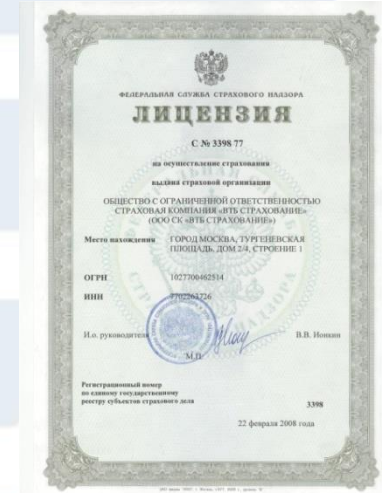 ФЕДЕРАЛЬНАЯ СЛУЖБА СТРАХОВОГО НАДЗОРА
ЛИЦЕНЗИЯ
С № 3398 77
на осуществление страхования
выдана страховой организации
ОБЩЕСТВО С ОГРАНИЧЕННОЙ ОТВЕТСТВЕННОСТЬЮ
СТРАХОВАЯ КОМПАНИЯ «ВТБ СТРАХОВАНИЕ»
(ООО СК «ВТБ СТРАХОВАНИЕ»)
Место нахождения ГОРОД МОСКВА, ТУРГЕНЕВСКАЯ
ПЛОЩАДЬ, ДОМ 2/4, СТРОЕНИЕ 1
ОГРН 1027700462514
ИНН 7702263726
И.о. руководителя В.В. Ионкин
М.П.
Регистрационный номер
по единому государственному
реестру субъектов страхового дела 3398
22 февраля 2008 года